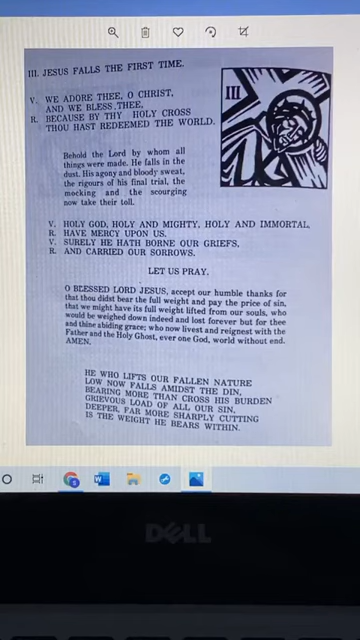 III. JESUS FALLS THE FIRST TIME.
III
V. WE ADORE THEE, O CHRIST,
AND WE BLESS THEE,
R. BECAUSE BY THY HOLY CROSS
THOU HAST REDEEMED THE WORLD.
Behold the Lord by whom all
things were made. He falls in the
dust. His agony and bloody sweat,
the rigours of his final trial, the
mocking and the scourging
now take their toll.
V. HOLY GOD, HOLY AND MIGHTY, HOLY AND IMMORTAL,
R. HAVE MERCY UPON US.
V. SURELY HE HATH BORNE OUR GRIEFS,
R. AND CARRIED OUR SORROWS.
LET US PRAY.
O BLESSED LORD JESUS, accept our humble thanks for
that thou didst bear the full weight and pay the price of sin,
that we might have its full weight lifted from our souls, who
would be weighed down indeed and lost forever but for thee
and thine abiding grace; who now livest and reignest with the
Father and the Holy Ghost, ever one God, world without end.
AMEN.
HE WHO LIFTS OUR FALLEN NATURE
LOW NOW FALLS AMIDST THE DIN,
BEARING MORE THAN CROSS HIS BURDEN
GRIEVOUS LOAD OF ALL OUR SIN,
DEEPER, FAR MORE SHARPLY CUTTING
IS THE WEIGHT HE BEARS WITHIN.
DELL